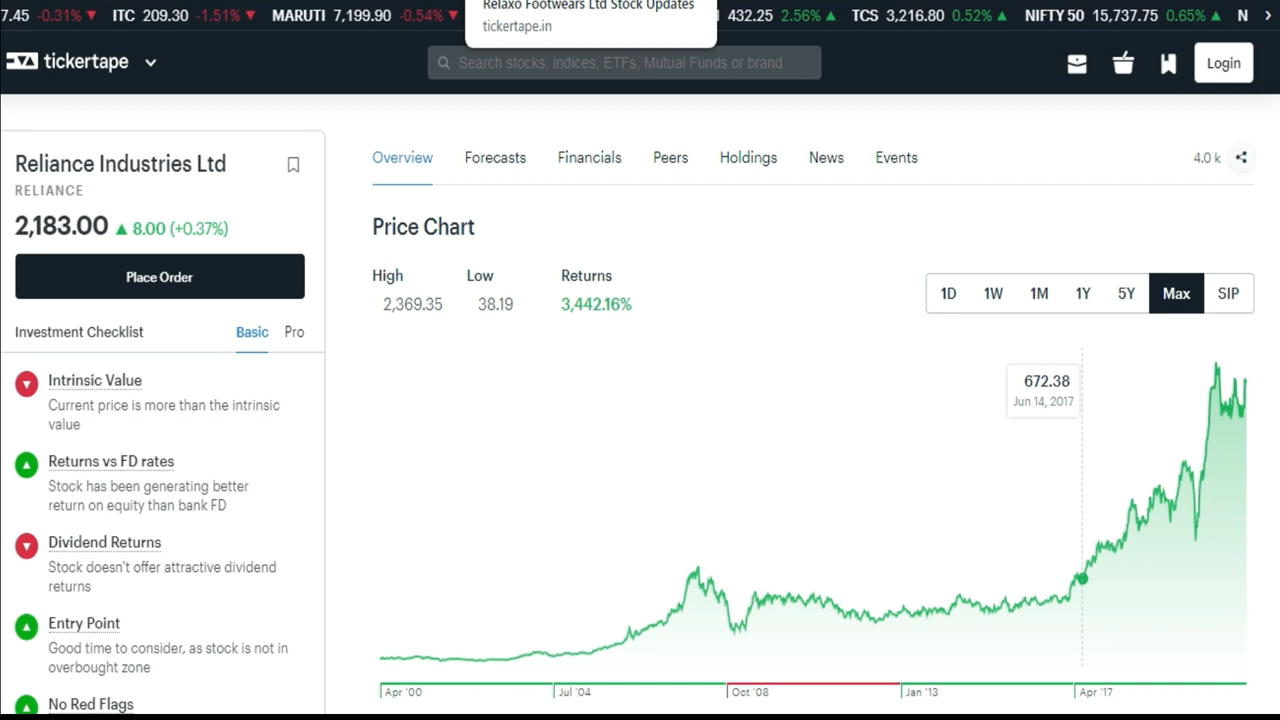 7.45 -0.31% ▼ ITC 209.30 -1.51% ▼ MARUTI 7,199.90 -0.54% ▼ 432.25 2.56% ▲ TCS 3,216.80 0.52% ▲ NIFTY 50 15,737.75 0.65% ▲ N
Relaxo Footwears Ltd Stock Updates
tickertape.in
tickertape
Search stocks, indices, ETFs, Mutual Funds or brand
Login
Reliance Industries Ltd
RELIANCE
2,183.00 ▲ 8.00 (+0.37%)
Place Order
Investment Checklist Basic Pro
Intrinsic Value
Current price is more than the intrinsic
value
Returns vs FD rates
Stock has been generating better
return on equity than bank FD
Dividend Returns
Stock doesn't offer attractive dividend
returns
Entry Point
Good time to consider, as stock is not in
overbought zone
No Red Flags
Overview Forecasts Financials Peers Holdings News Events
4.0 k
Price Chart
High Low Returns
2,369.35 38.19 3,442.16%
1D 1W 1M 1Y 5Y Max SIP
672.38
Jun 14, 2017
Apr '00 Jul '04 Oct '08 Jan '13 Apr '17